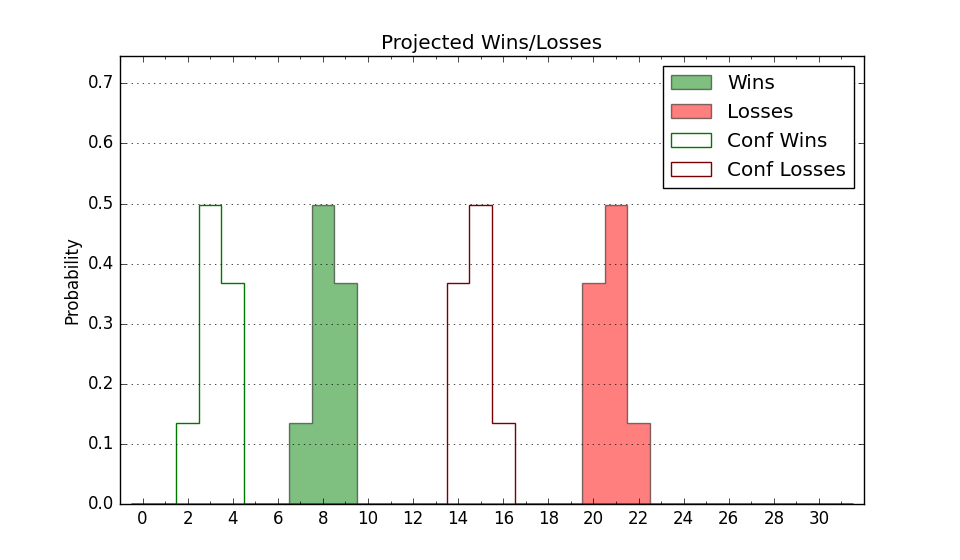 Projected Wins/Losses
Wins
Losses
Conf Wins
Conf Losses
Probability
0.7
0.6
0.5
0.4
0.3
0.2
0.1
0.0
0 2 4 6 8 10 12 14 16 18 20 22 24 26 28 30